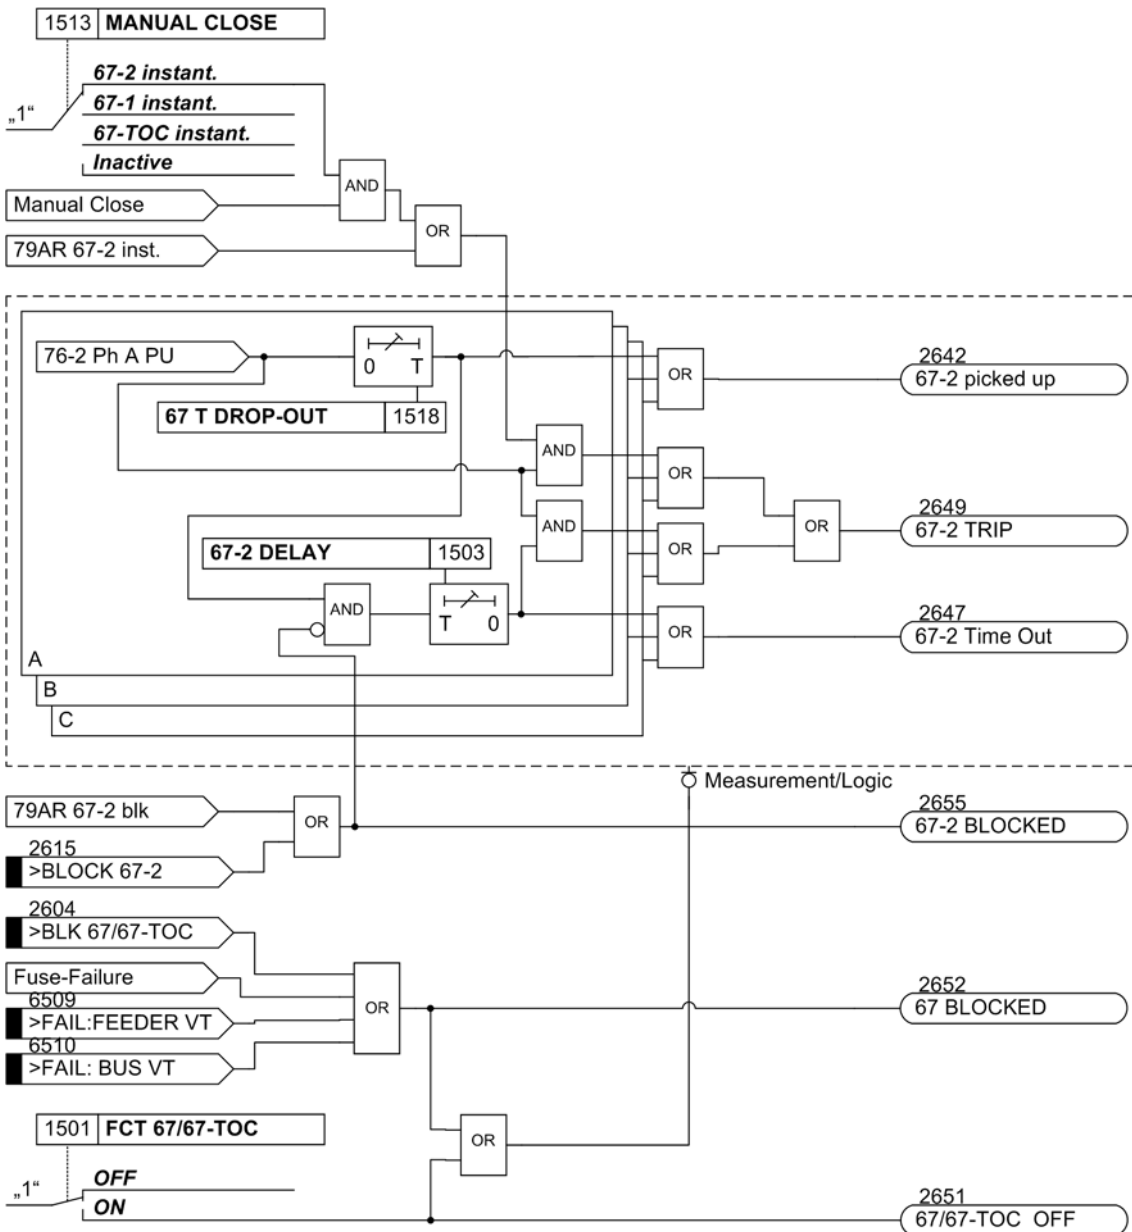 1513 MANUAL CLOSE
67-2 instant.
67-1 instant.
„1“
67-TOC instant.
Inactive
AND
Manual Close
OR
79AR 67-2 inst.
76-2 Ph A PU
0 T
67 T DROP-OUT 1518
OR
2642
67-2 picked up
AND
OR
AND
OR
OR
2649
67-2 TRIP
67-2 DELAY 1503
AND
T 0
OR
2647
67-2 Time Out
A
B
C
Measurement/Logic
79AR 67-2 blk
OR
2655
67-2 BLOCKED
2615
>BLOCK 67-2
2604
>BLK 67/67-TOC
Fuse-Failure
6509
>FAIL:FEEDER VT
OR
2652
67 BLOCKED
6510
>FAIL: BUS VT
1501 FCT 67/67-TOC
OR
OFF
„1“
ON
2651
67/67-TOC OFF